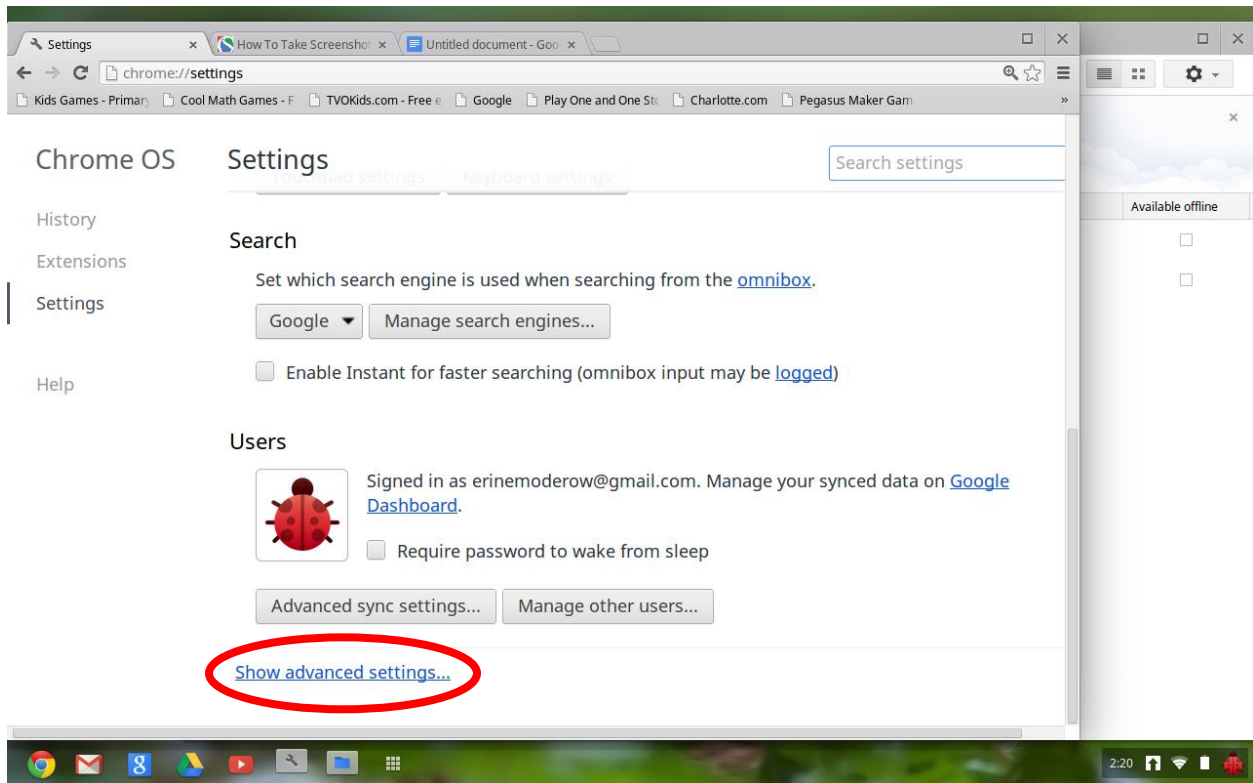 Settings
How To Take Screenshot
Untitled document - Goo
chrome://settings
Kids Games - Primary
Cool Math Games - F
TVOKids.com - Free e
Google
Play One and One Sto
Charlotte.com
Pegasus Maker Gam
»
Chrome OS
Settings
Search settings
Touchpad settings
Keyboard settings
History
Extensions
Settings
Help
Search
Set which search engine is used when searching from the omnibox.
Google
Manage search engines...
Enable Instant for faster searching (omnibox input may be logged)
Users
Signed in as erinemoderow@gmail.com. Manage your synced data on Google
Dashboard.
Require password to wake from sleep
Advanced sync settings...
Manage other users...
Show advanced settings...
Available offline
8
2:20